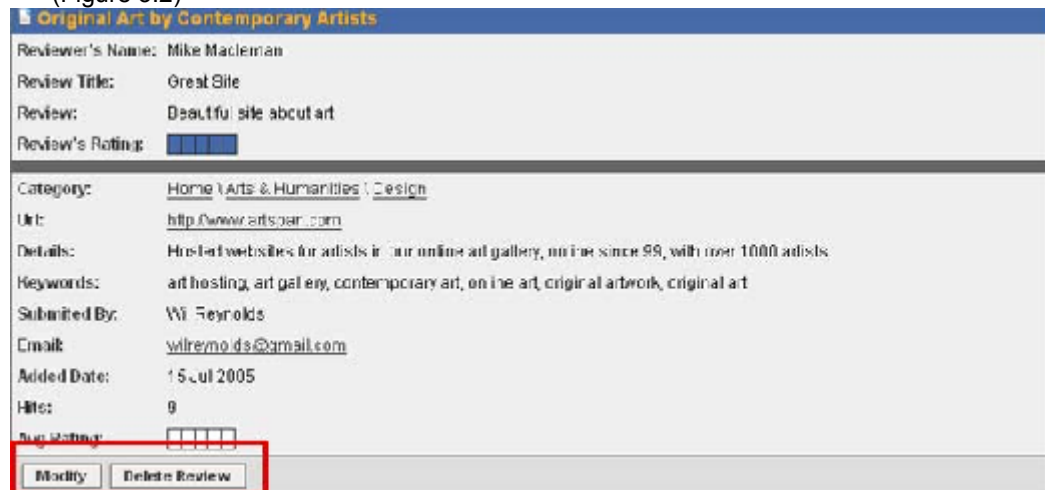 (Figure 3.2)
Original Art by Contemporary Artists
Reviewer's Name: Mike Macleman
Review Title: Great Site
Review: Beautiful site about art
Review's Rating:
Category: Home \ Arts & Humanities \ Design
Url: http://www.artspan.com
Details: Hosted websites for artists in our online art gallery, online since 99, with over 1000 artists
Keywords: art hosting, art gallery, contemporary art, online art, original artwork, original art
Submited By: Wil Reynolds
Email: wilreynolds@gmail.com
Added Date: 15 Jul 2005
Hits:
Avg Rating:
Modify Delete Review